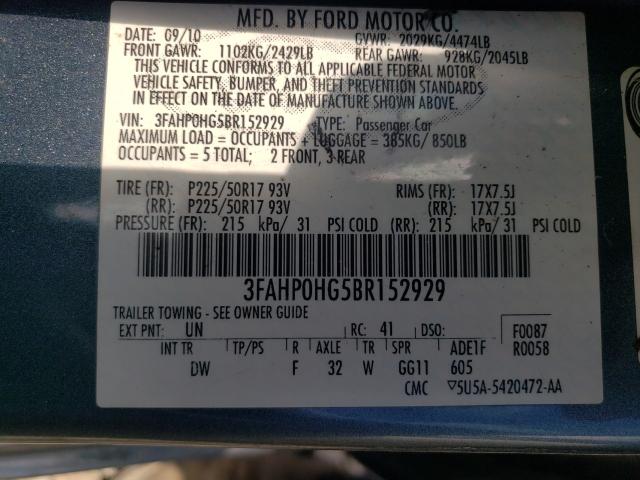 MFD. BY FORD MOTOR CO.
DATE: 09/10 GVWR: 2029KG/4474LB
FRONT GAWR: 1102KG/2429LB REAR GAWR: 928KG/2045LB
THIS VEHICLE CONFORMS TO ALL APPLICABLE FEDERAL MOTOR
VEHICLE SAFETY, BUMPER, AND THEFT PREVENTION STANDARDS
IN EFFECT ON THE DATE OF MANUFACTURE SHOWN ABOVE.
VIN: 3FAHP0HG5BR152929 TYPE: Passenger Car
MAXIMUM LOAD = OCCUPANTS + LUGGAGE = 385KG/ 850LB
OCCUPANTS = 5 TOTAL; 2 FRONT, 3 REAR
TIRE (FR): P225/50R17 93V RIMS (FR): 17X7.5J
(RR): P225/50R17 93V (RR): 17X7.5J
PRESSURE (FR): 215 kPa/ 31 PSI COLD (RR): 215 kPa/ 31 PSI COLD
3FAHP0HG5BR152929
TRAILER TOWING - SEE OWNER GUIDE
EXT PNT: UN RC: 41 DSO: F0087
INT TR TP/PS R AXLE TR SPR ADE1F R0058
DW F 32 W GG11 605
CMC ▽5U5A-5420472-AA